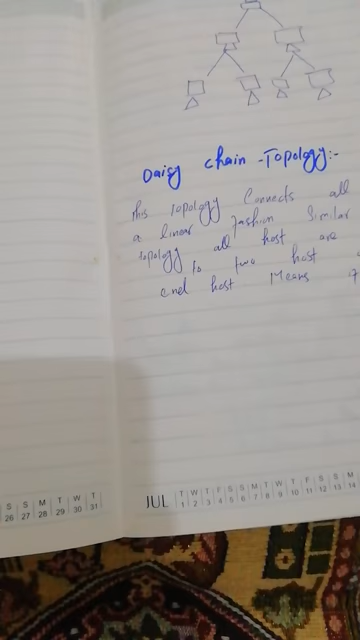 Daisy chain -Topology:-
this Topology Connects all
a linear fashion Similar
topology all host are
to two host
end host Means
S S M T W T
26 27 28 29 30 31
JUL T W T F S S M T W T F S S M
1 2 3 4 5 6 7 8 9 10 11 12 13 14